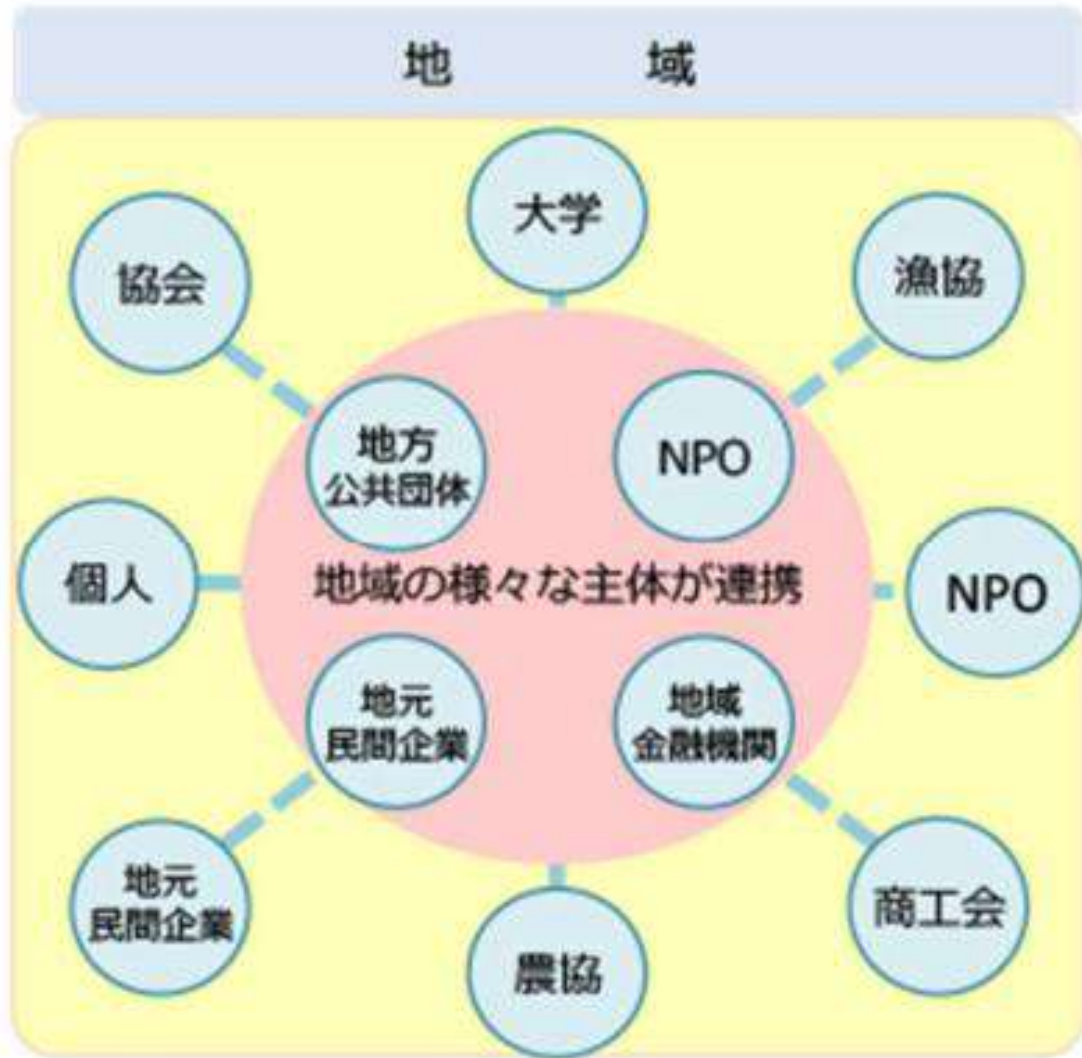 地域
大学
協会
漁協
地方
公共団体
NPO
個人
地域の様々な主体が連携
NPO
地元
民間企業
地域
金融機関
地元
民間企業
商工会
農協